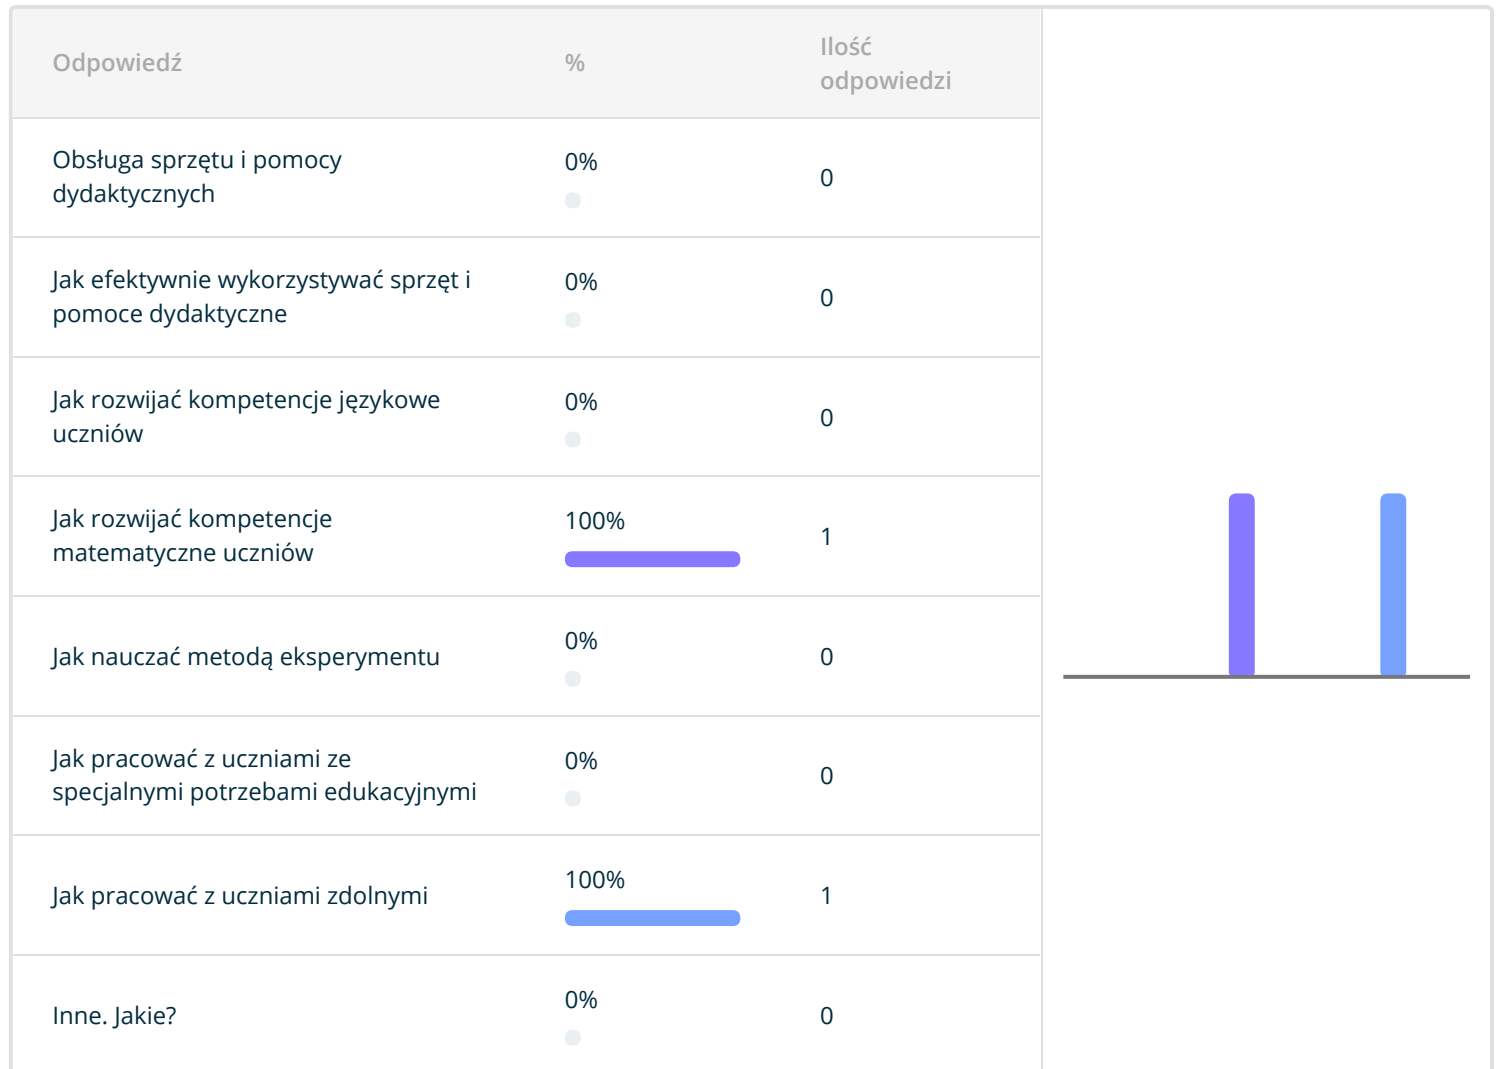 Odpowiedź
%
Ilość
odpowiedzi
Obsługa sprzętu i pomocy
dydaktycznych
0%
0
Jak efektywnie wykorzystywać sprzęt i
pomoce dydaktyczne
0%
0
Jak rozwijać kompetencje językowe
uczniów
0%
0
Jak rozwijać kompetencje
matematyczne uczniów
100%
1
Jak nauczać metodą eksperymentu
0%
0
Jak pracować z uczniami ze
specjalnymi potrzebami edukacyjnymi
0%
0
Jak pracować z uczniami zdolnymi
100%
1
Inne. Jakie?
0%
0